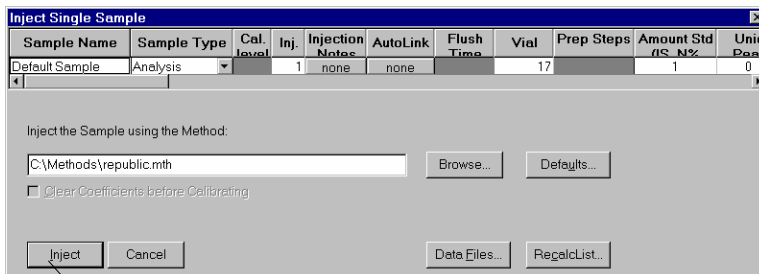 Inject Single Sample
Sample Name Sample Type Cal. level Inj. Injection Notes AutoLink Flush Time Vial Prep Steps Amount Std (IS, N%
Default Sample Analysis 1 none none 17 1 0
Inject the Sample using the Method:
C:\Methods\republic.mth Browse... Defaults...
Clear Coefficients before Calibrating
Inject Cancel Data Files... RecalcList...